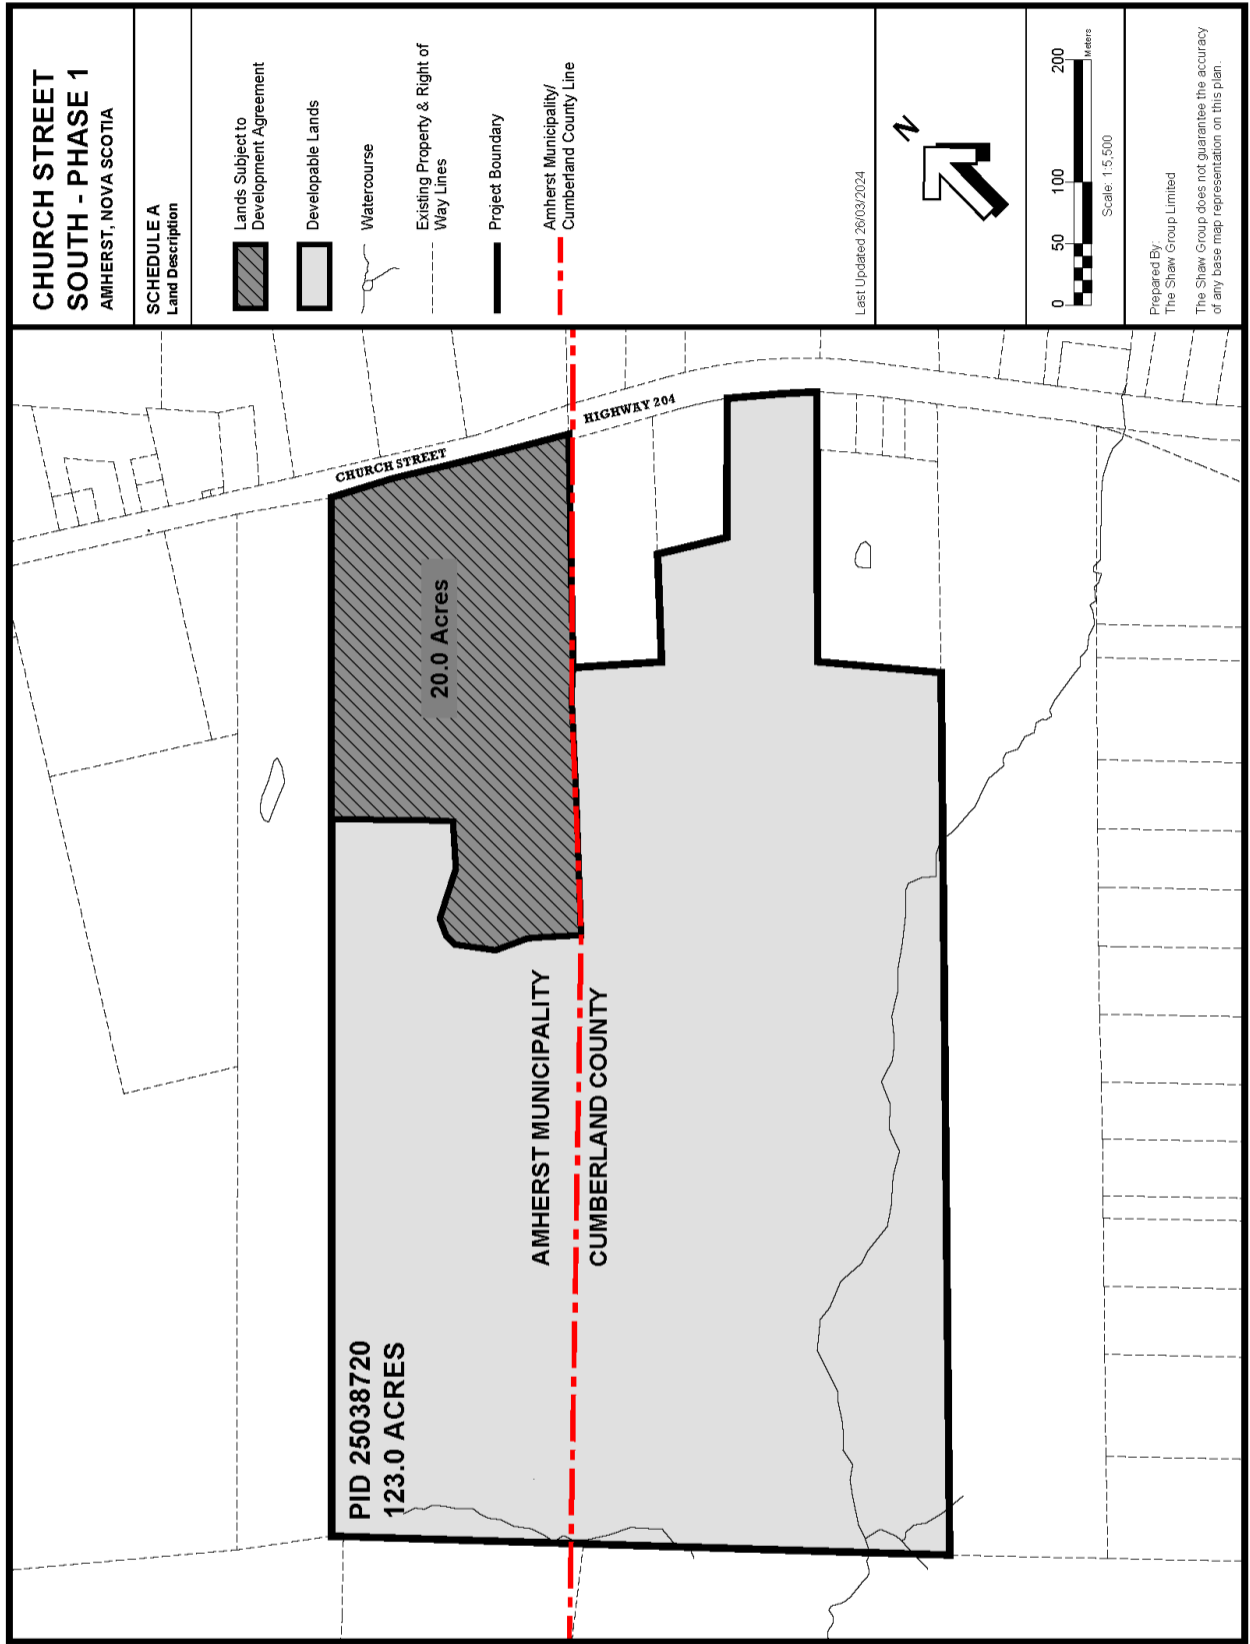 CHURCH STREET
SOUTH - PHASE 1
AMHERST, NOVA SCOTIA
SCHEDULE A
Land Description
Lands Subject to
Development Agreement
Developable Lands
Watercourse
Existing Property & Right of
Way Lines
Project Boundary
Amherst Municipality/
Cumberland County Line
Last Updated 26/03/2024
N
0 50 100 200
Meters
Scale: 1:5,500
Prepared By:
The Shaw Group Limited
The Shaw Group does not guarantee the accuracy
of any base map representation on this plan.
CHURCH STREET
HIGHWAY 204
20.0 Acres
AMHERST MUNICIPALITY
CUMBERLAND COUNTY
PID 25038720
123.0 ACRES